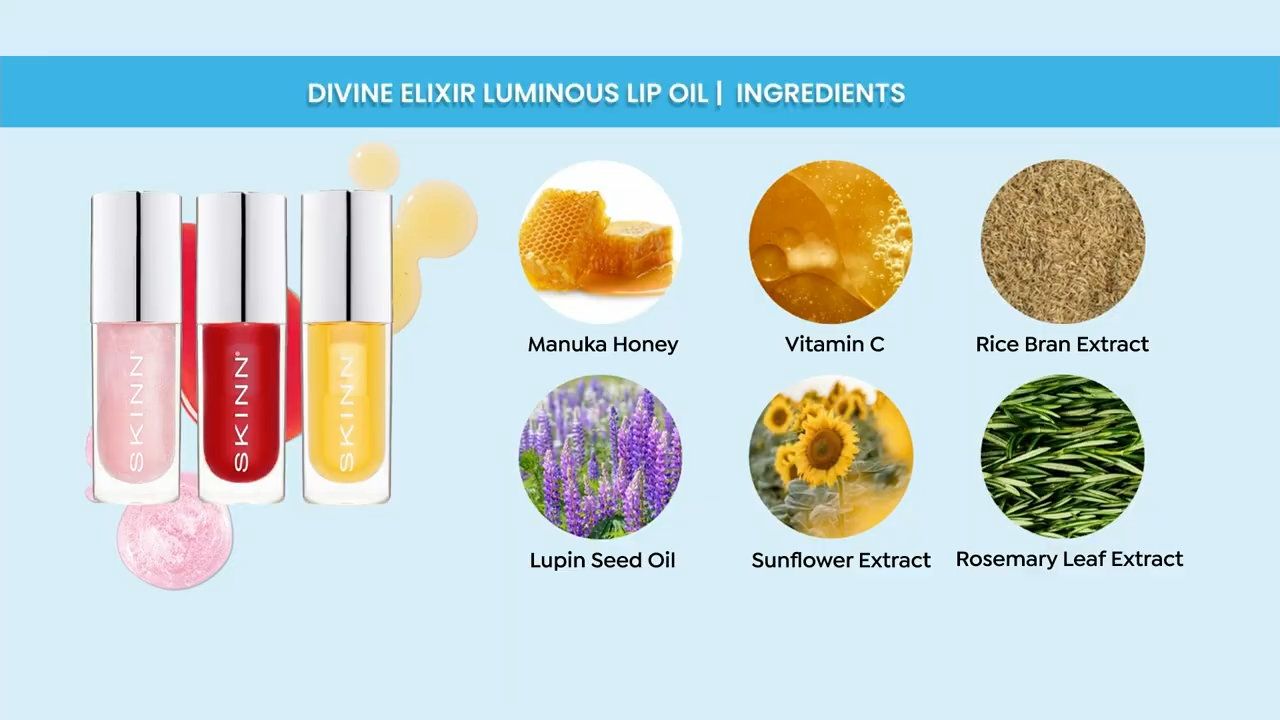 DIVINE ELIXIR LUMINOUS LIP OIL | INGREDIENTS
SKINN®
SKINN®
SKINN®
Manuka Honey
Vitamin C
Rice Bran Extract
Lupin Seed Oil
Sunflower Extract
Rosemary Leaf Extract